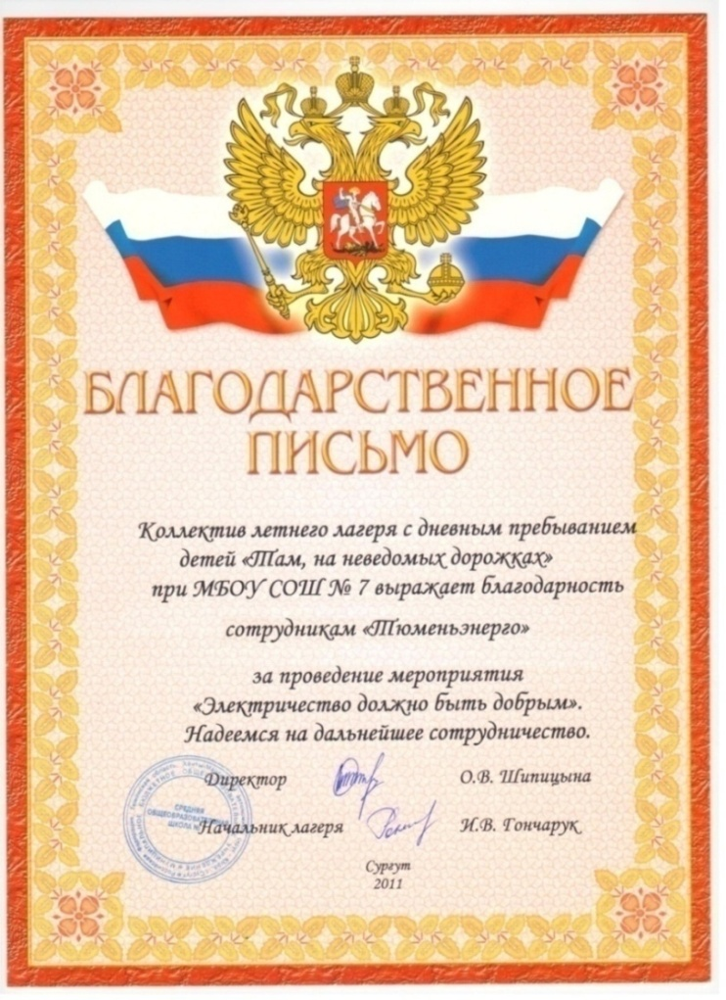 БЛАГОДАРСТВЕННОЕ
ПИСЬМО
Коллектив летнего лагеря с дневным пребыванием
детей «Там, на неведомых дорожках»
при МБОУ СОШ № 7 выражает благодарность
сотрудникам «Тюменьэнерго»
за проведение мероприятия
«Электричество должно быть добрым».
Надеемся на дальнейшее сотрудничество.
Директор О.В. Шипицына
СРЕДНЯЯ
ОБЩЕОБРАЗОВАТЕЛЬНАЯ
ШКОЛА
Начальник лагеря И.В. Гончарук
Сургут
2011